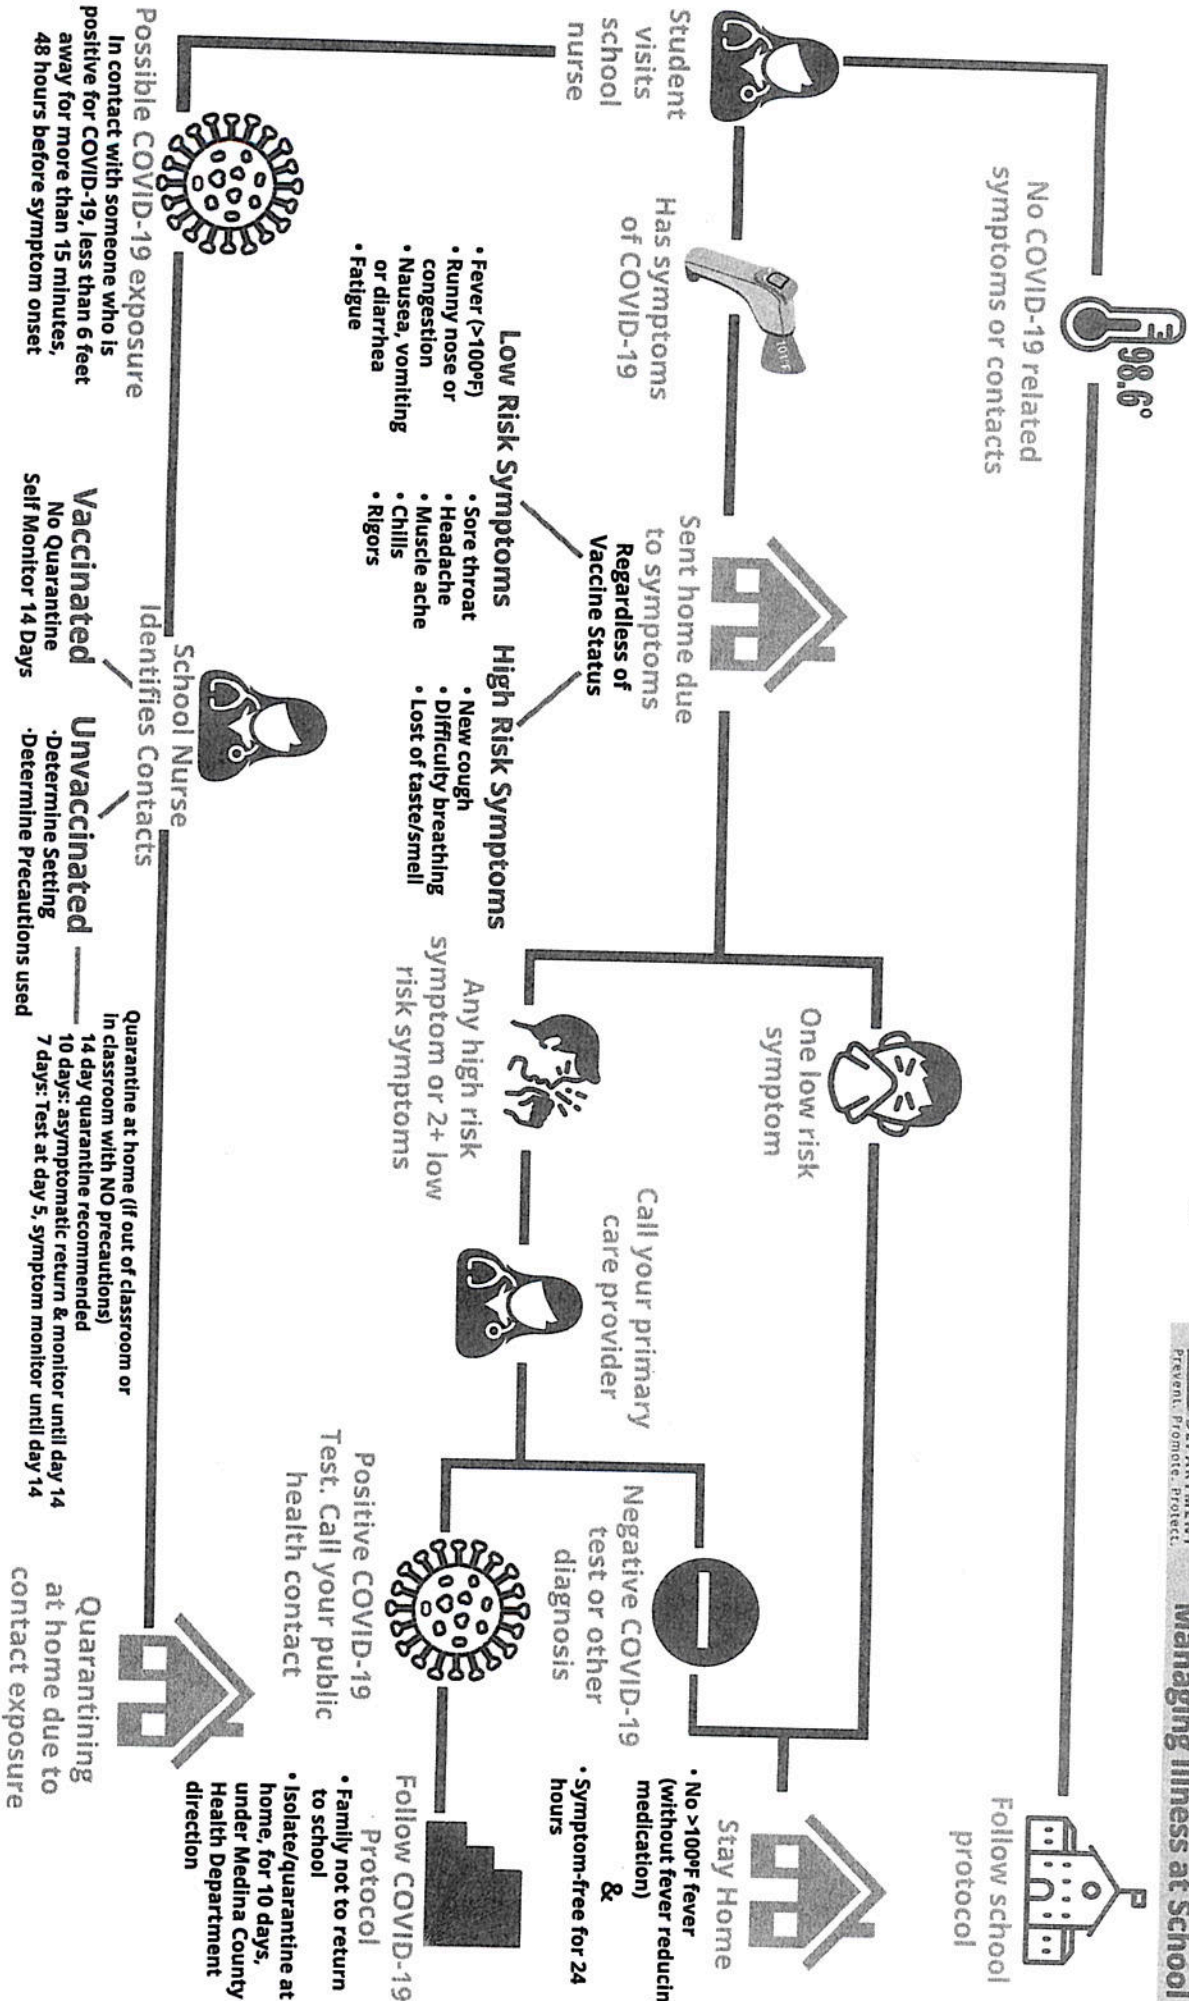 Prevent. Promote. Protect.
Managing Illness at School
98.6°
No COVID-19 related
symptoms or contacts
Follow school
protocol
Student
visits
school
nurse
101°F
Has symptoms
of COVID-19
Sent home due
to symptoms
Regardless of
Vaccine Status
Low Risk Symptoms
• Fever (>100ºF)
• Runny nose or
congestion
• Nausea, vomiting
or diarrhea
• Fatigue
• Sore throat
• Headache
• Muscle ache
• Chills
• Rigors
High Risk Symptoms
• New cough
• Difficulty breathing
• Lost of taste/smell
One low risk
symptom
Any high risk
symptom or 2+ low
risk symptoms
Call your primary
care provider
Negative COVID-19
test or other
diagnosis
Stay Home
• No >100ºF fever
(without fever reducin
medication)
&
• Symptom-free for 24
hours
Positive COVID-19
Test. Call your public
health contact
Follow COVID-19
Protocol
• Family not to return
to school
• Isolate/quarantine at
home, for 10 days,
under Medina County
Health Department
direction
Possible COVID-19 exposure
In contact with someone who is
positive for COVID-19, less than 6 feet
away for more than 15 minutes,
48 hours before symptom onset
School Nurse
Identifies Contacts
Vaccinated
No Quarantine
Self Monitor 14 Days
Unvaccinated
·Determine Setting
·Determine Precautions used
Quarantine at home (if out of classroom or
in classroom with NO precautions)
14 day quarantine recommended
10 days: asymptomatic return & monitor until day 14
7 days: Test at day 5, symptom monitor until day 14
Quarantining
at home due to
contact exposure